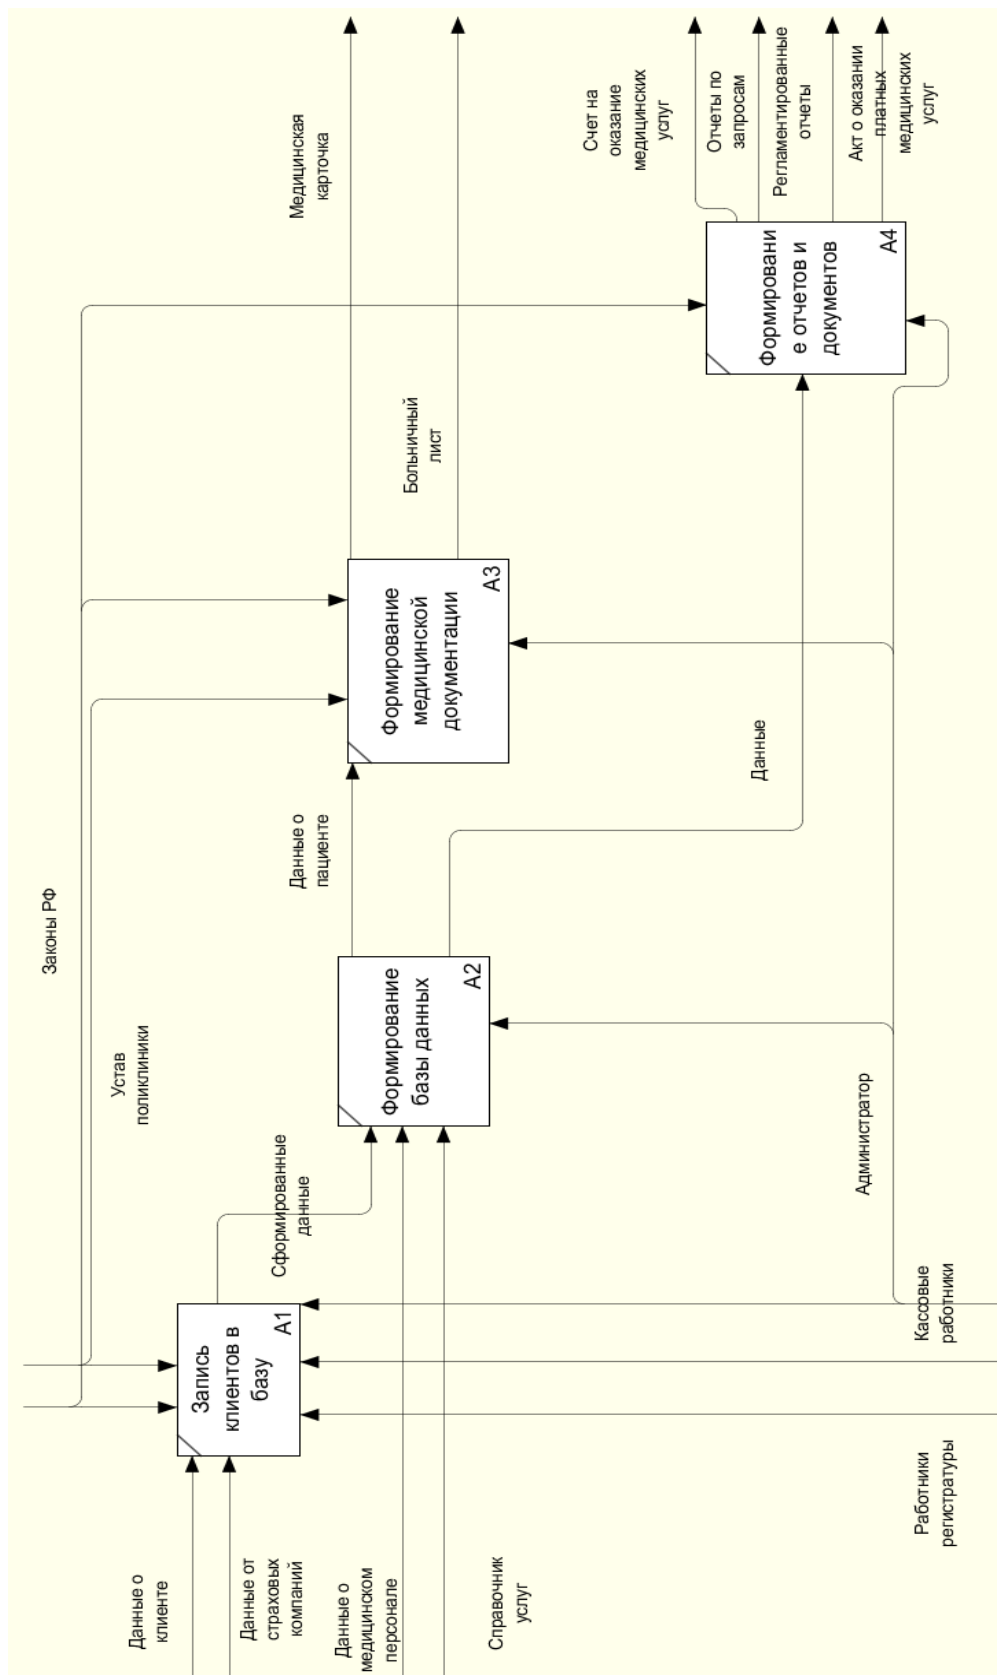 Законы РФ
Устав
поликлиники
Данные о
клиенте
Данные от
страховых
компаний
Запись
клиентов в
базу
A1
Сформированные
данные
Данные о
медицинском
персонале
Справочник
услуг
Формирование
базы данных
A2
Данные о
пациенте
Формирование
медицинской
документации
A3
Медицинская
карточка
Больничный
лист
Данные
Формировани
е отчетов и
документов
A4
Счет на
оказание
медицинских
услуг
Отчеты по
запросам
Регламентированные
отчеты
Акт о оказании
платных
медицинских
услуг
Администратор
Кассовые
работники
Работники
регистратуры